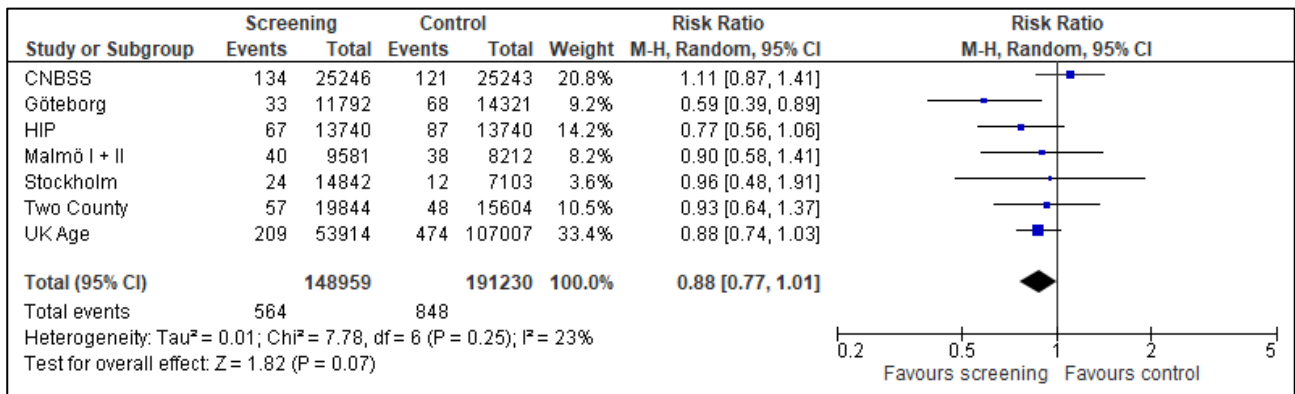 Screening Control Risk Ratio Risk Ratio
Study or Subgroup Events Total Events Total Weight M-H, Random, 95% CI M-H, Random, 95% CI
CNBSS 134 25246 121 25243 20.8% 1.11 [0.87, 1.41]
Göteborg 33 11792 68 14321 9.2% 0.59 [0.39, 0.89]
HIP 67 13740 87 13740 14.2% 0.77 [0.56, 1.06]
Malmö I + II 40 9581 38 8212 8.2% 0.90 [0.58, 1.41]
Stockholm 24 14842 12 7103 3.6% 0.96 [0.48, 1.91]
Two County 57 19844 48 15604 10.5% 0.93 [0.64, 1.37]
UK Age 209 53914 474 107007 33.4% 0.88 [0.74, 1.03]
Total (95% CI) 148959 191230 100.0% 0.88 [0.77, 1.01]
Total events 564 848
Heterogeneity: Tau² = 0.01; Chi² = 7.78, df = 6 (P = 0.25); I² = 23%
Test for overall effect: Z = 1.82 (P = 0.07)
0.2 0.5 1 2 5
Favours screening Favours control